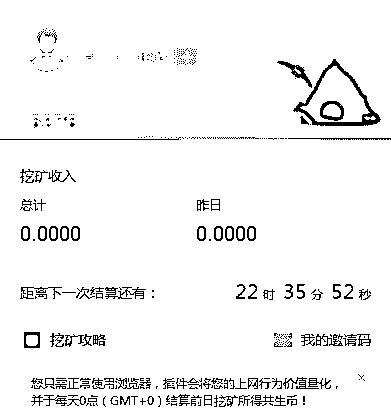 挖矿收入
总计 昨日
0.0000 0.0000
距离下一次结算还有： 22 时 35 分 52 秒
挖矿攻略 我的邀请码
您只需正常使用浏览器，插件会将您的上网行为价值量化，
并于每天0点（GMT+0）结算前日挖矿所得共生币！